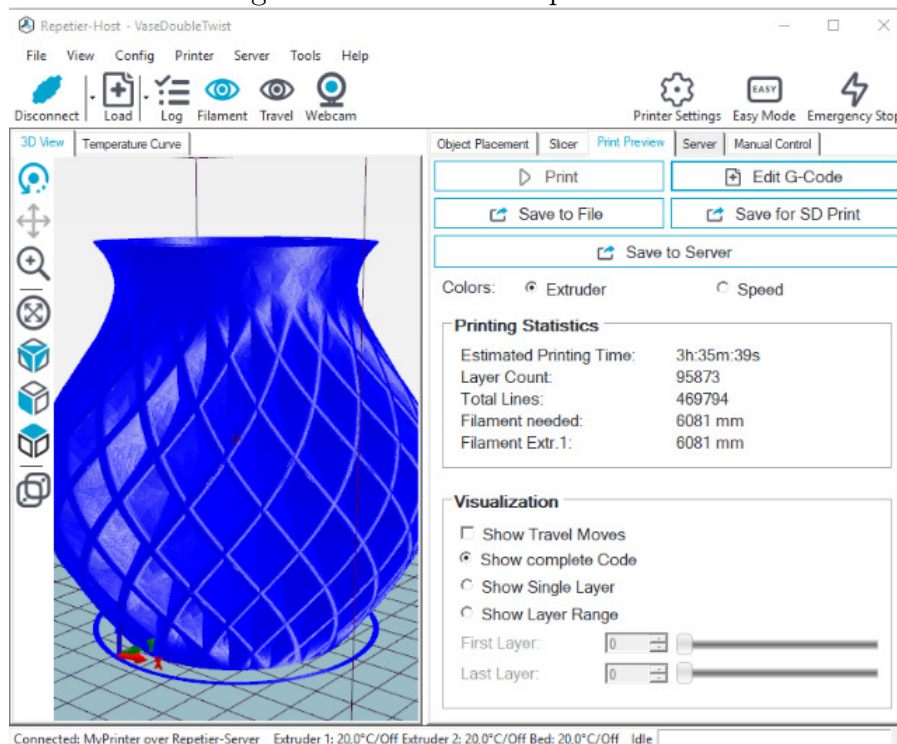 Repetier-Host - VaseDoubleTwist
File View Config Printer Server Tools Help
Disconnect Load Log Filament Travel Webcam Printer Settings Easy Mode Emergency Stop
EASY
3D View Temperature Curve
Object Placement Slicer Print Preview Server Manual Control
Print Edit G-Code
Save to File Save for SD Print
Save to Server
Colors: Extruder Speed
Printing Statistics
Estimated Printing Time: 3h:35m:39s
Layer Count: 95873
Total Lines: 469794
Filament needed: 6081 mm
Filament Extr.1: 6081 mm
Visualization
Show Travel Moves
Show complete Code
Show Single Layer
Show Layer Range
First Layer: 0
Last Layer: 0
Y
X
Connected: MyPrinter over Repetier-Server Extruder 1: 20.0°C/Off Extruder 2: 20.0°C/Off Bed: 20.0°C/Off Idle